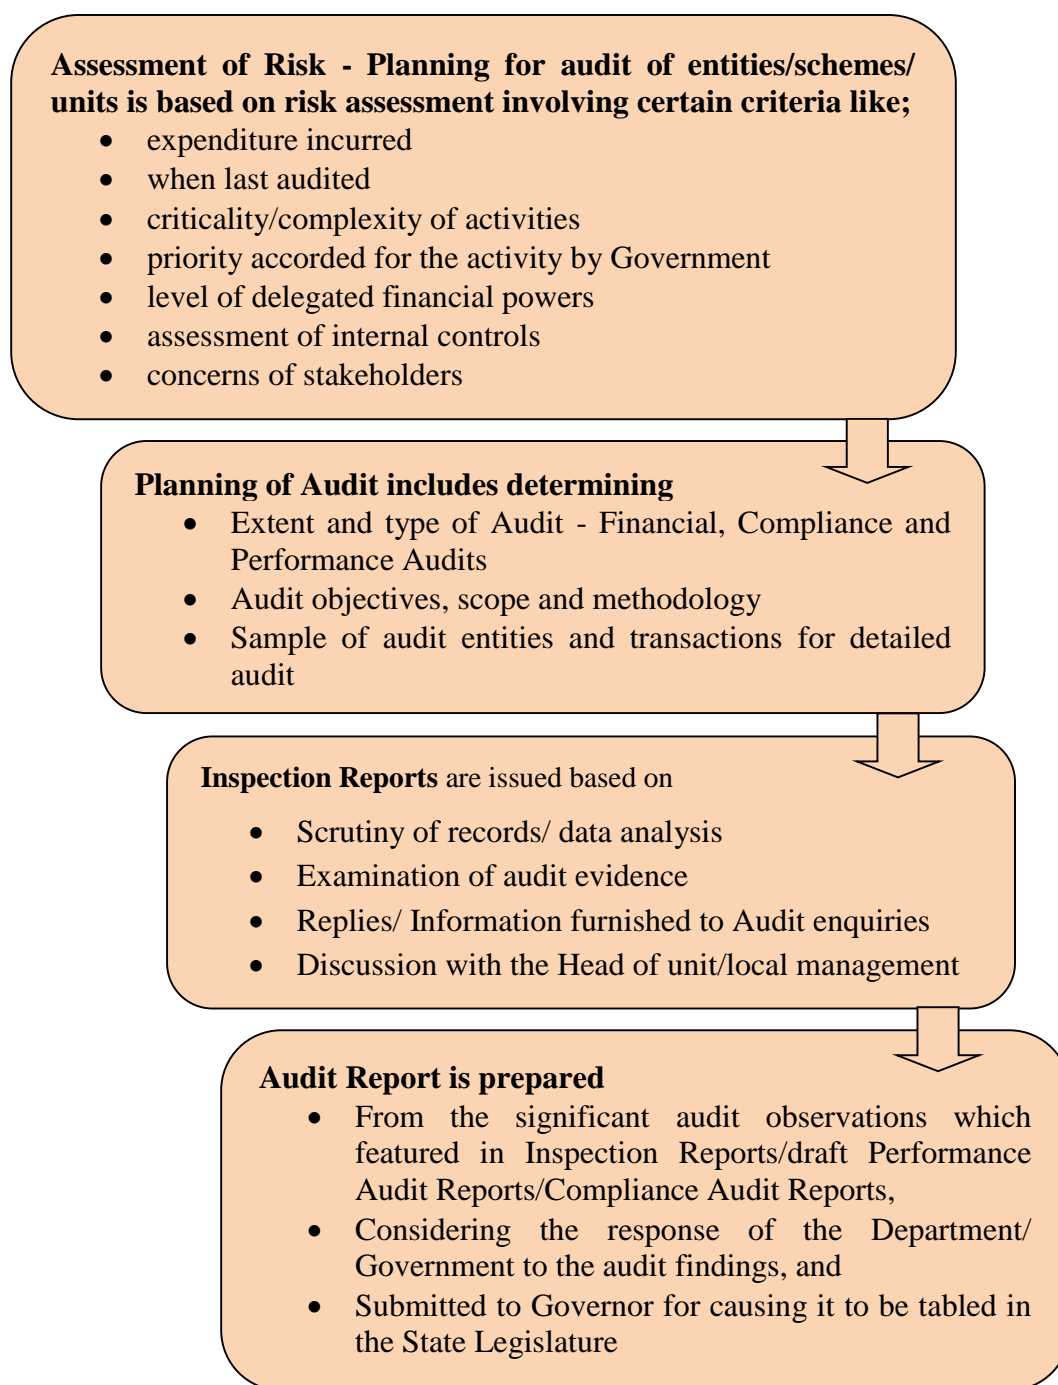 Assessment of Risk - Planning for audit of entities/schemes/
units is based on risk assessment involving certain criteria like;
• expenditure incurred
• when last audited
• criticality/complexity of activities
• priority accorded for the activity by Government
• level of delegated financial powers
• assessment of internal controls
• concerns of stakeholders
Planning of Audit includes determining
• Extent and type of Audit - Financial, Compliance and
Performance Audits
• Audit objectives, scope and methodology
• Sample of audit entities and transactions for detailed
audit
Inspection Reports are issued based on
• Scrutiny of records/ data analysis
• Examination of audit evidence
• Replies/ Information furnished to Audit enquiries
• Discussion with the Head of unit/local management
Audit Report is prepared
• From the significant audit observations which
featured in Inspection Reports/draft Performance
Audit Reports/Compliance Audit Reports,
• Considering the response of the Department/
Government to the audit findings, and
• Submitted to Governor for causing it to be tabled in
the State Legislature